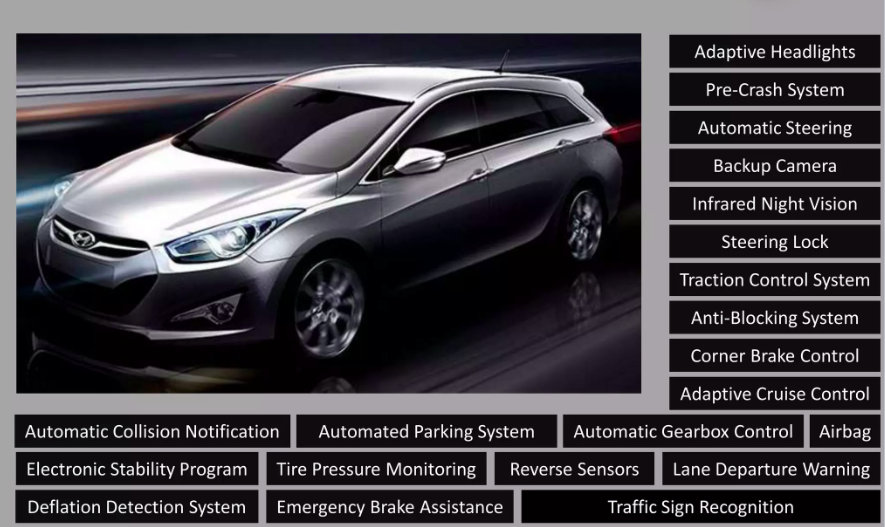 Adaptive Headlights
Pre-Crash System
Automatic Steering
Backup Camera
Infrared Night Vision
Steering Lock
Traction Control System
Anti-Blocking System
Corner Brake Control
Adaptive Cruise Control
Automatic Collision Notification
Automated Parking System
Automatic Gearbox Control
Airbag
Electronic Stability Program
Tire Pressure Monitoring
Reverse Sensors
Lane Departure Warning
Deflation Detection System
Emergency Brake Assistance
Traffic Sign Recognition